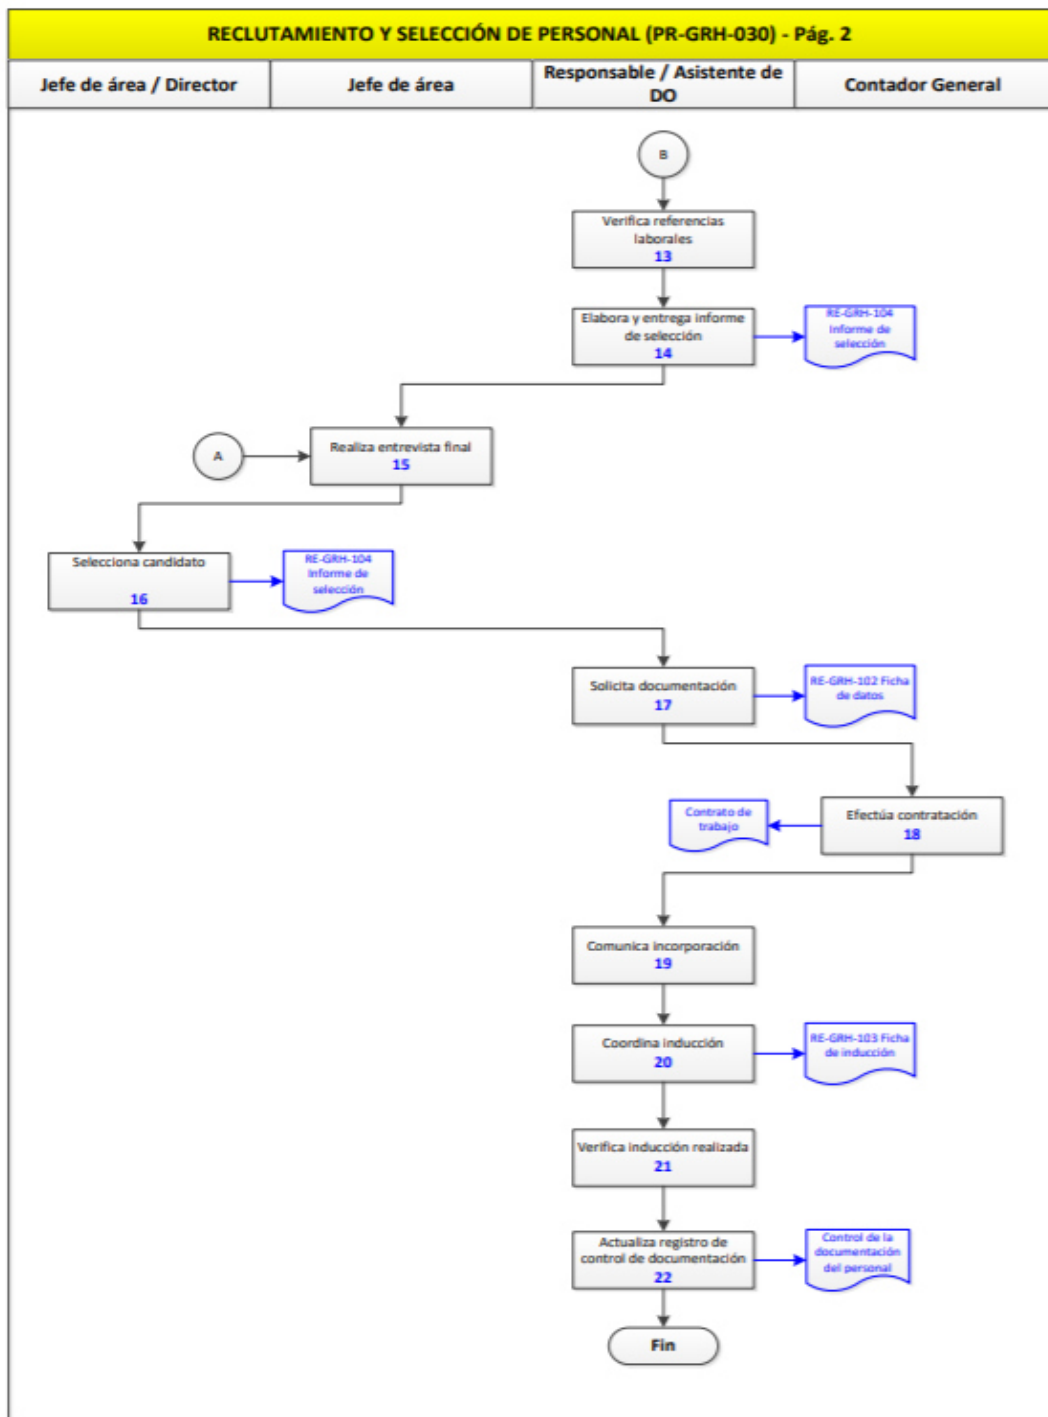 RECLUTAMIENTO Y SELECCIÓN DE PERSONAL (PR-GRH-030) - Pág. 2
Jefe de área / Director
Jefe de área
Responsable / Asistente de
DO
Contador General
B
Verifica referencias
laborales
13
Elabora y entrega informe
de selección
14
RE-GRH-104
Informe de
selección
A
Realiza entrevista final
15
Selecciona candidato
16
RE-GRH-104
Informe de
selección
Solicita documentación
17
RE-GRH-102 Ficha
de datos
Contrato de
trabajo
Efectúa contratación
18
Comunica incorporación
19
Coordina inducción
20
RE-GRH-103 Ficha
de inducción
Verifica inducción realizada
21
Actualiza registro de
control de documentación
22
Control de la
documentación
del personal
Fin